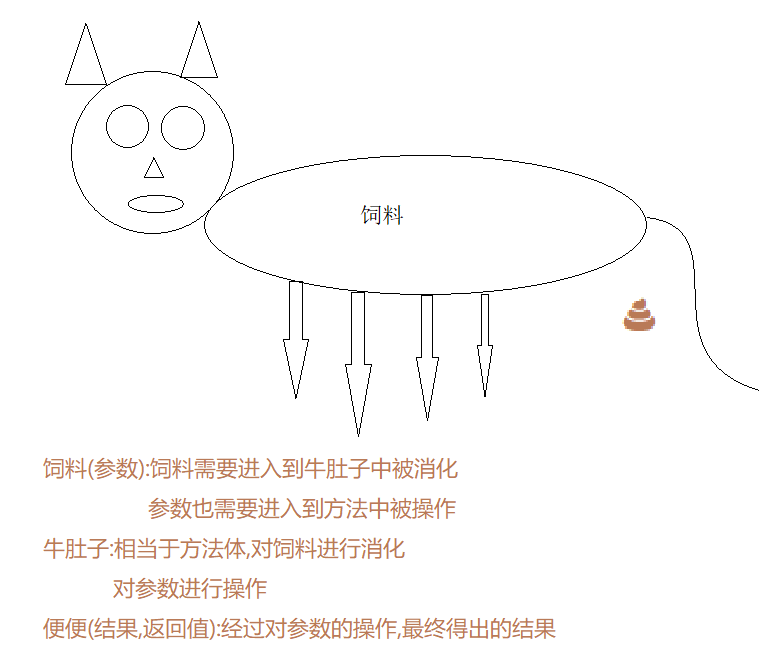 饲料
饲料(参数):饲料需要进入到牛肚子中被消化
参数也需要进入到方法中被操作
牛肚子:相当于方法体,对饲料进行消化
对参数进行操作
便便(结果,返回值):经过对参数的操作,最终得出的结果